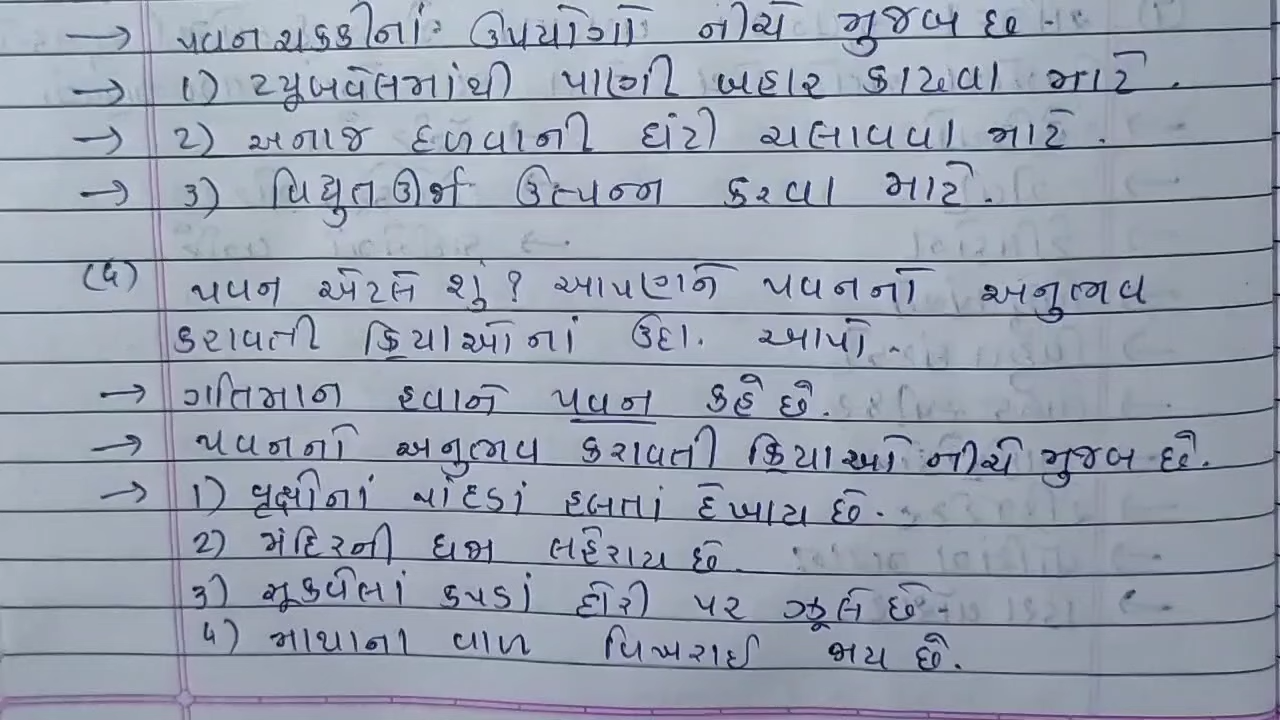 → પવનચક્કીનાં ઉપયોગો નીચે મુજબ છે -
→ 1) ટ્યુબવેલમાંથી પાણી બહાર કાઢવા માટે.
→ 2) અનાજ દળવાની ઘંટી ચલાવવા માટે.
→ 3) વિદ્યુતઊર્જા ઉત્પન્ન કરવા માટે.
(૫) પવન એટલે શું? આપણને પવનનો અનુભવ
કરાવતી ક્રિયાઓનાં ઉદા. આપો.
→ ગતિમાન હવાને પવન કહે છે.
→ પવનનો અનુભવ કરાવતી ક્રિયાઓ નીચે મુજબ છે.
→ 1) વૃક્ષોનાં પાંદડાં હલતાં દેખાય છે.
2) મંદિરની ધજા લહેરાય છે.
3) સૂકવેલાં કપડાં દોરી પર ઝૂલે છે.
4) માથાના વાળ વિખરાઈ જાય છે.